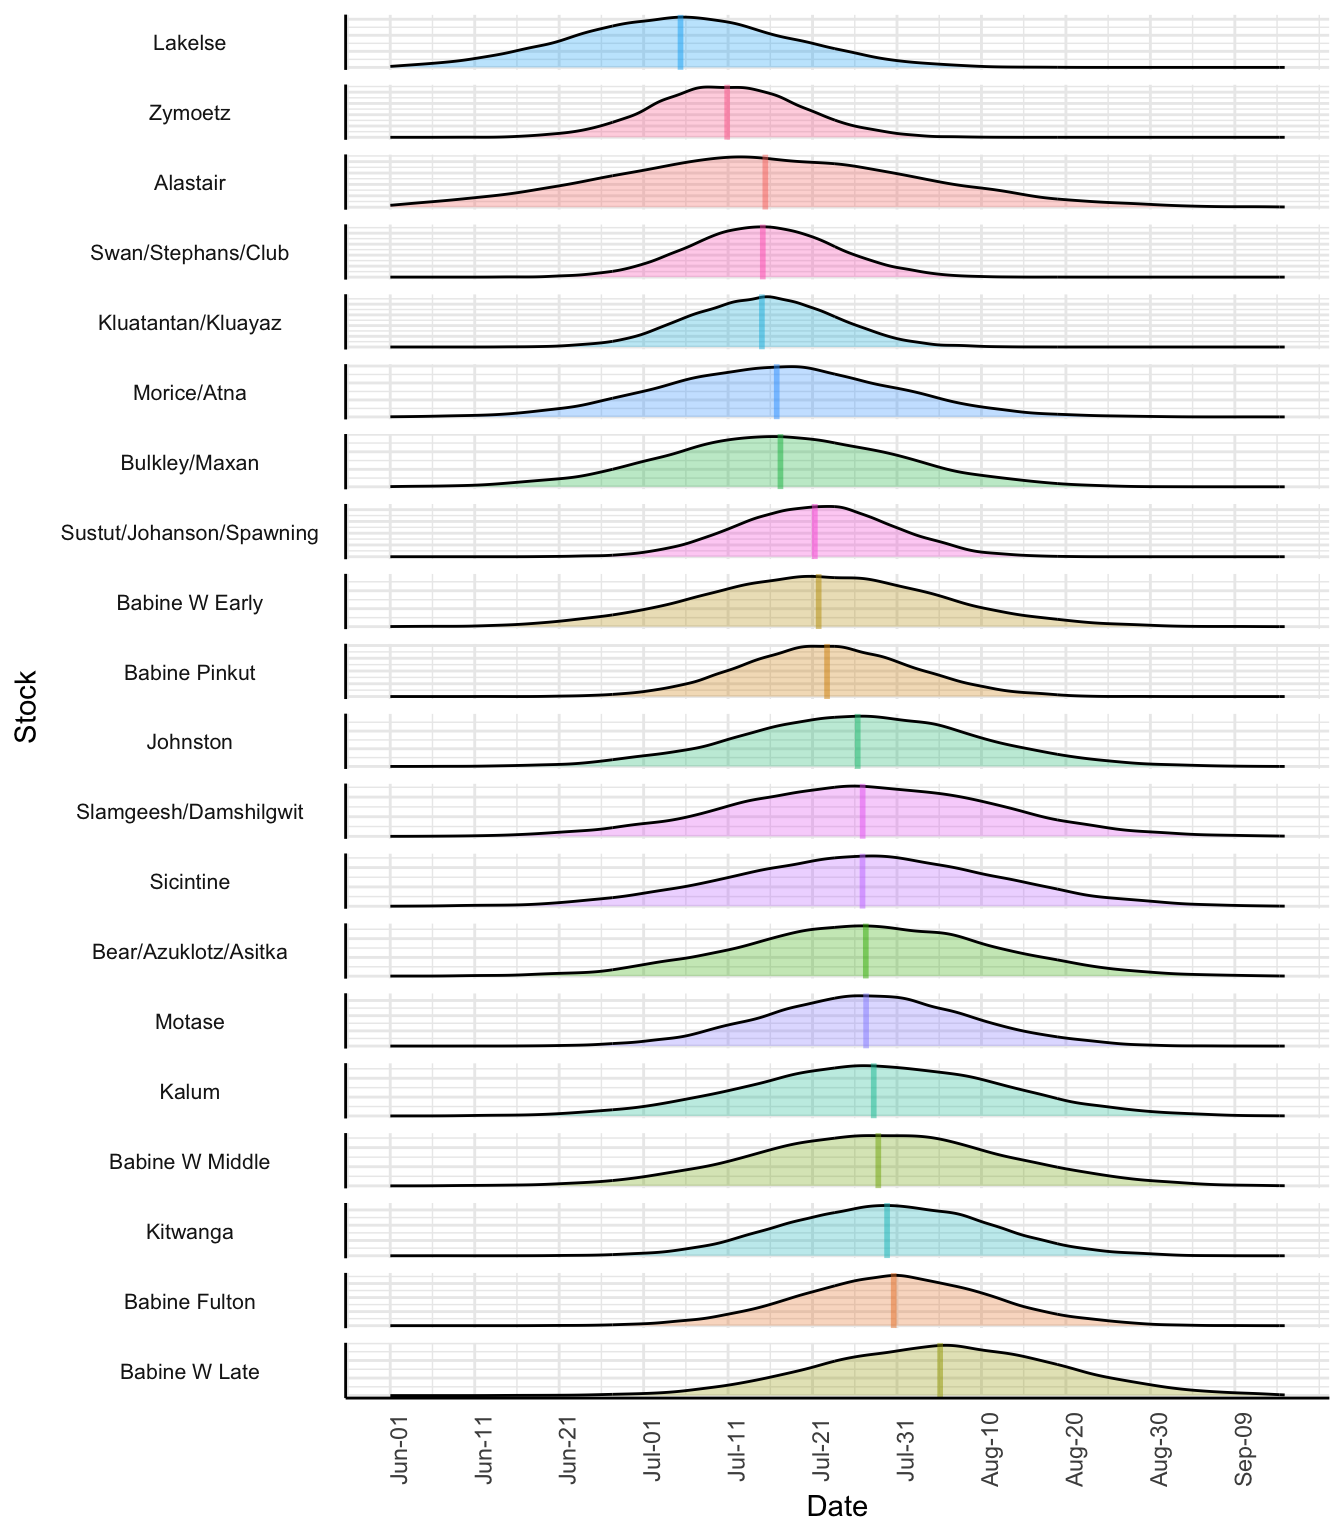 Lakelse
Zymoetz
Alastair
Swan/Stephans/Club
Kluatantan/Kluayaz
Morice/Atna
Bulkley/Maxan
Sustut/Johanson/Spawning
Babine W Early
Babine Pinkut
Johnston
Slamgeesh/Damshilgwit
Sicintine
Bear/Azuklotz/Asitka
Motase
Kalum
Babine W Middle
Kitwanga
Babine Fulton
Babine W Late
Stock
Jun-01
Jun-11
Jun-21
Jul-01
Jul-11
Jul-21
Jul-31
Aug-10
Aug-20
Aug-30
Sep-09
Date